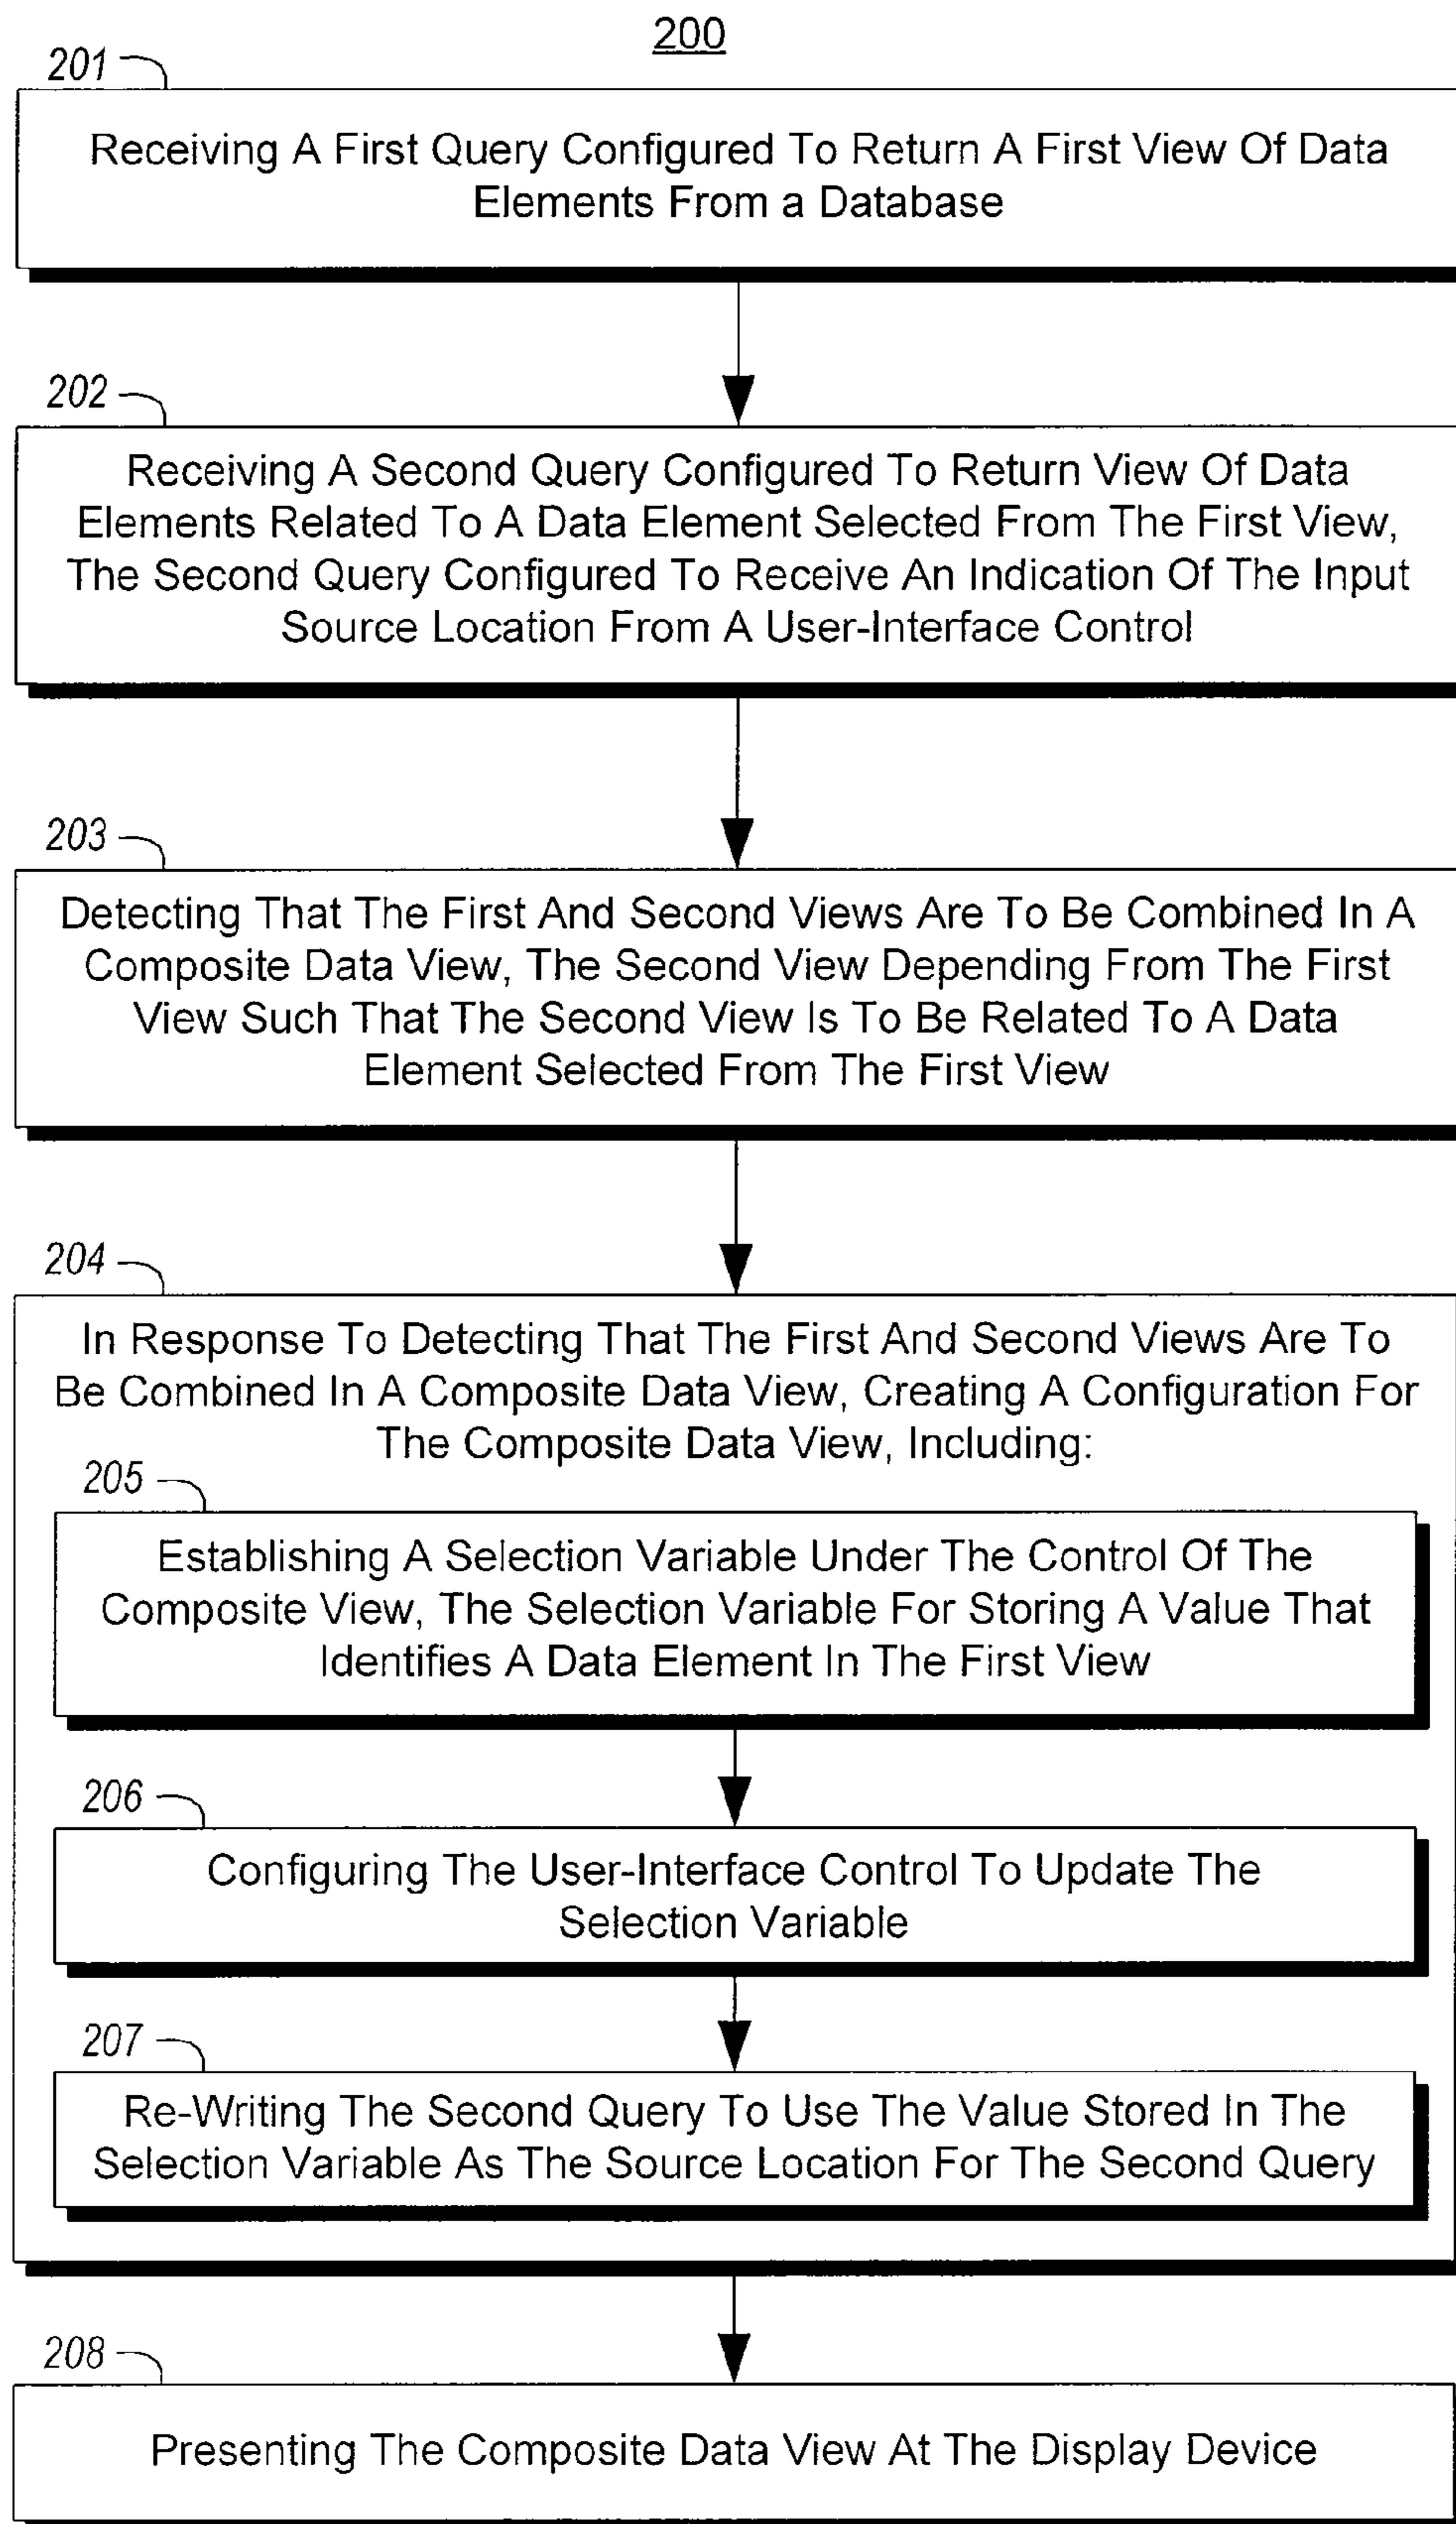 200
201
Receiving A First Query Configured To Return A First View Of Data
Elements From a Database
202
Receiving A Second Query Configured To Return View Of Data
Elements Related To A Data Element Selected From The First View,
The Second Query Configured To Receive An Indication Of The Input
Source Location From A User-Interface Control
203
Detecting That The First And Second Views Are To Be Combined In A
Composite Data View, The Second View Depending From The First
View Such That The Second View Is To Be Related To A Data
Element Selected From The First View
204
In Response To Detecting That The First And Second Views Are To
Be Combined In A Composite Data View, Creating A Configuration For
The Composite Data View, Including:
205
Establishing A Selection Variable Under The Control Of The
Composite View, The Selection Variable For Storing A Value That
Identifies A Data Element In The First View
206
Configuring The User-Interface Control To Update The
Selection Variable
207
Re-Writing The Second Query To Use The Value Stored In The
Selection Variable As The Source Location For The Second Query
208
Presenting The Composite Data View At The Display Device